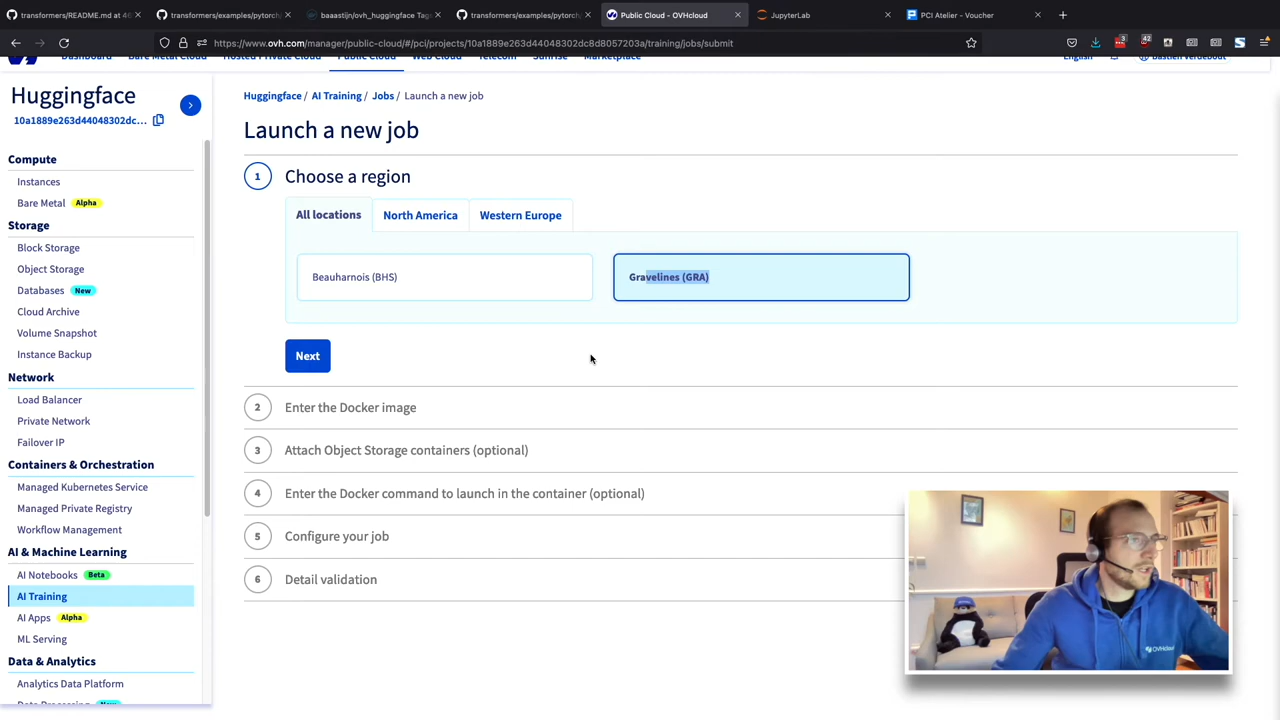 transformers/README.md at 46
transformers/examples/pytorch
baaastijn/ovh_huggingface Tags
transformers/examples/pytorch
Public Cloud - OVHcloud
JupyterLab
PCI Atelier - Voucher
https://www.ovh.com/manager/public-cloud/#/pci/projects/10a1889e263d44048302dc8d8057203a/training/jobs/submit
3
42
Dashboard
Bare Metal Cloud
Hosted Private Cloud
Public Cloud
Web Cloud
Telecom
Sunrise
Marketplace
English
Bastien Verdebout
Huggingface
10a1889e263d44048302dc...
Compute
Instances
Bare Metal Alpha
Storage
Block Storage
Object Storage
Databases New
Cloud Archive
Volume Snapshot
Instance Backup
Network
Load Balancer
Private Network
Failover IP
Containers & Orchestration
Managed Kubernetes Service
Managed Private Registry
Workflow Management
AI & Machine Learning
AI Notebooks Beta
AI Training
AI Apps Alpha
ML Serving
Data & Analytics
Analytics Data Platform
Data Processing New
Huggingface / AI Training / Jobs / Launch a new job
Launch a new job
1 Choose a region
All locations
North America
Western Europe
Beauharnois (BHS)
Gravelines (GRA)
Next
2 Enter the Docker image
3 Attach Object Storage containers (optional)
4 Enter the Docker command to launch in the container (optional)
5 Configure your job
6 Detail validation
OVHcloud